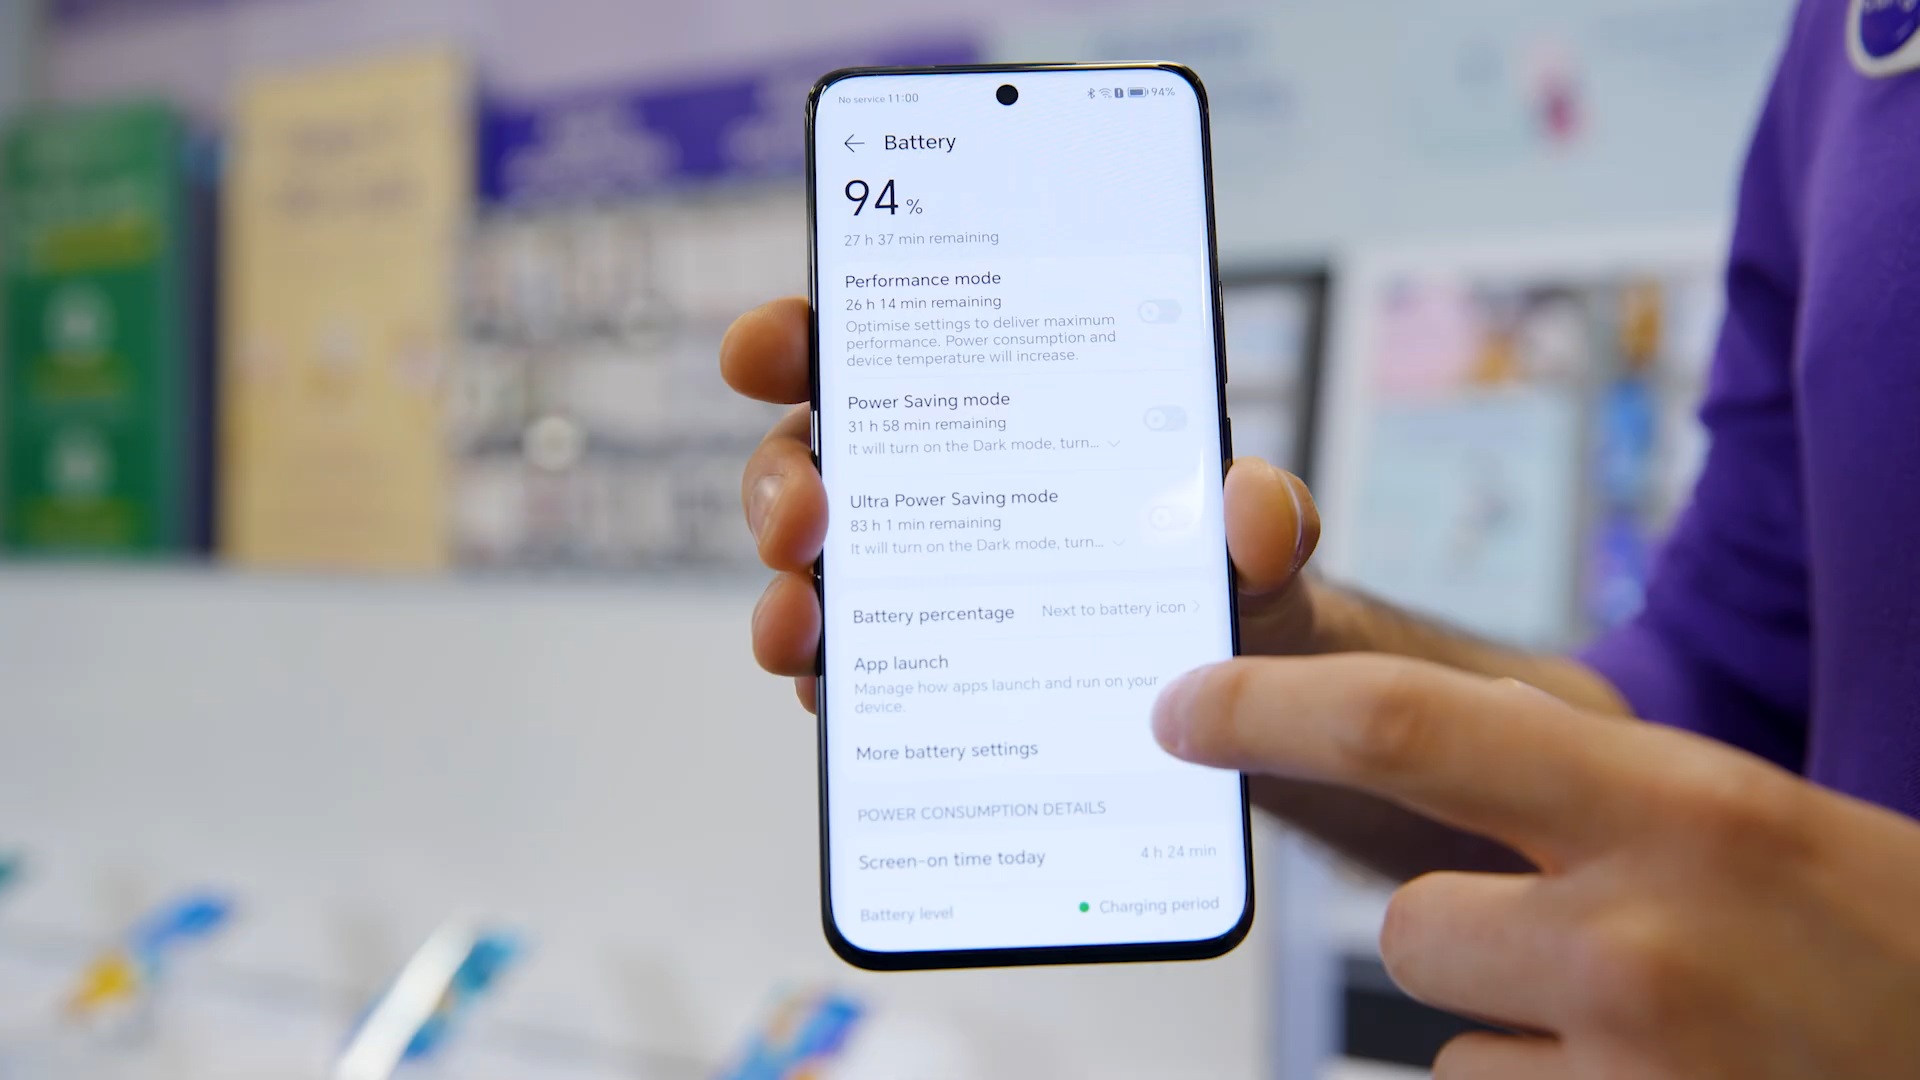 No service 11:00
94%
Battery
94 %
27 h 37 min remaining
Performance mode
26 h 14 min remaining
Optimise settings to deliver maximum
performance. Power consumption and
device temperature will increase.
Power Saving mode
31 h 58 min remaining
It will turn on the Dark mode, turn...
Ultra Power Saving mode
83 h 1 min remaining
It will turn on the Dark mode, turn...
Battery percentage Next to battery icon
App launch
Manage how apps launch and run on your
device.
More battery settings
POWER CONSUMPTION DETAILS
Screen-on time today 4 h 24 min
Battery level Charging period